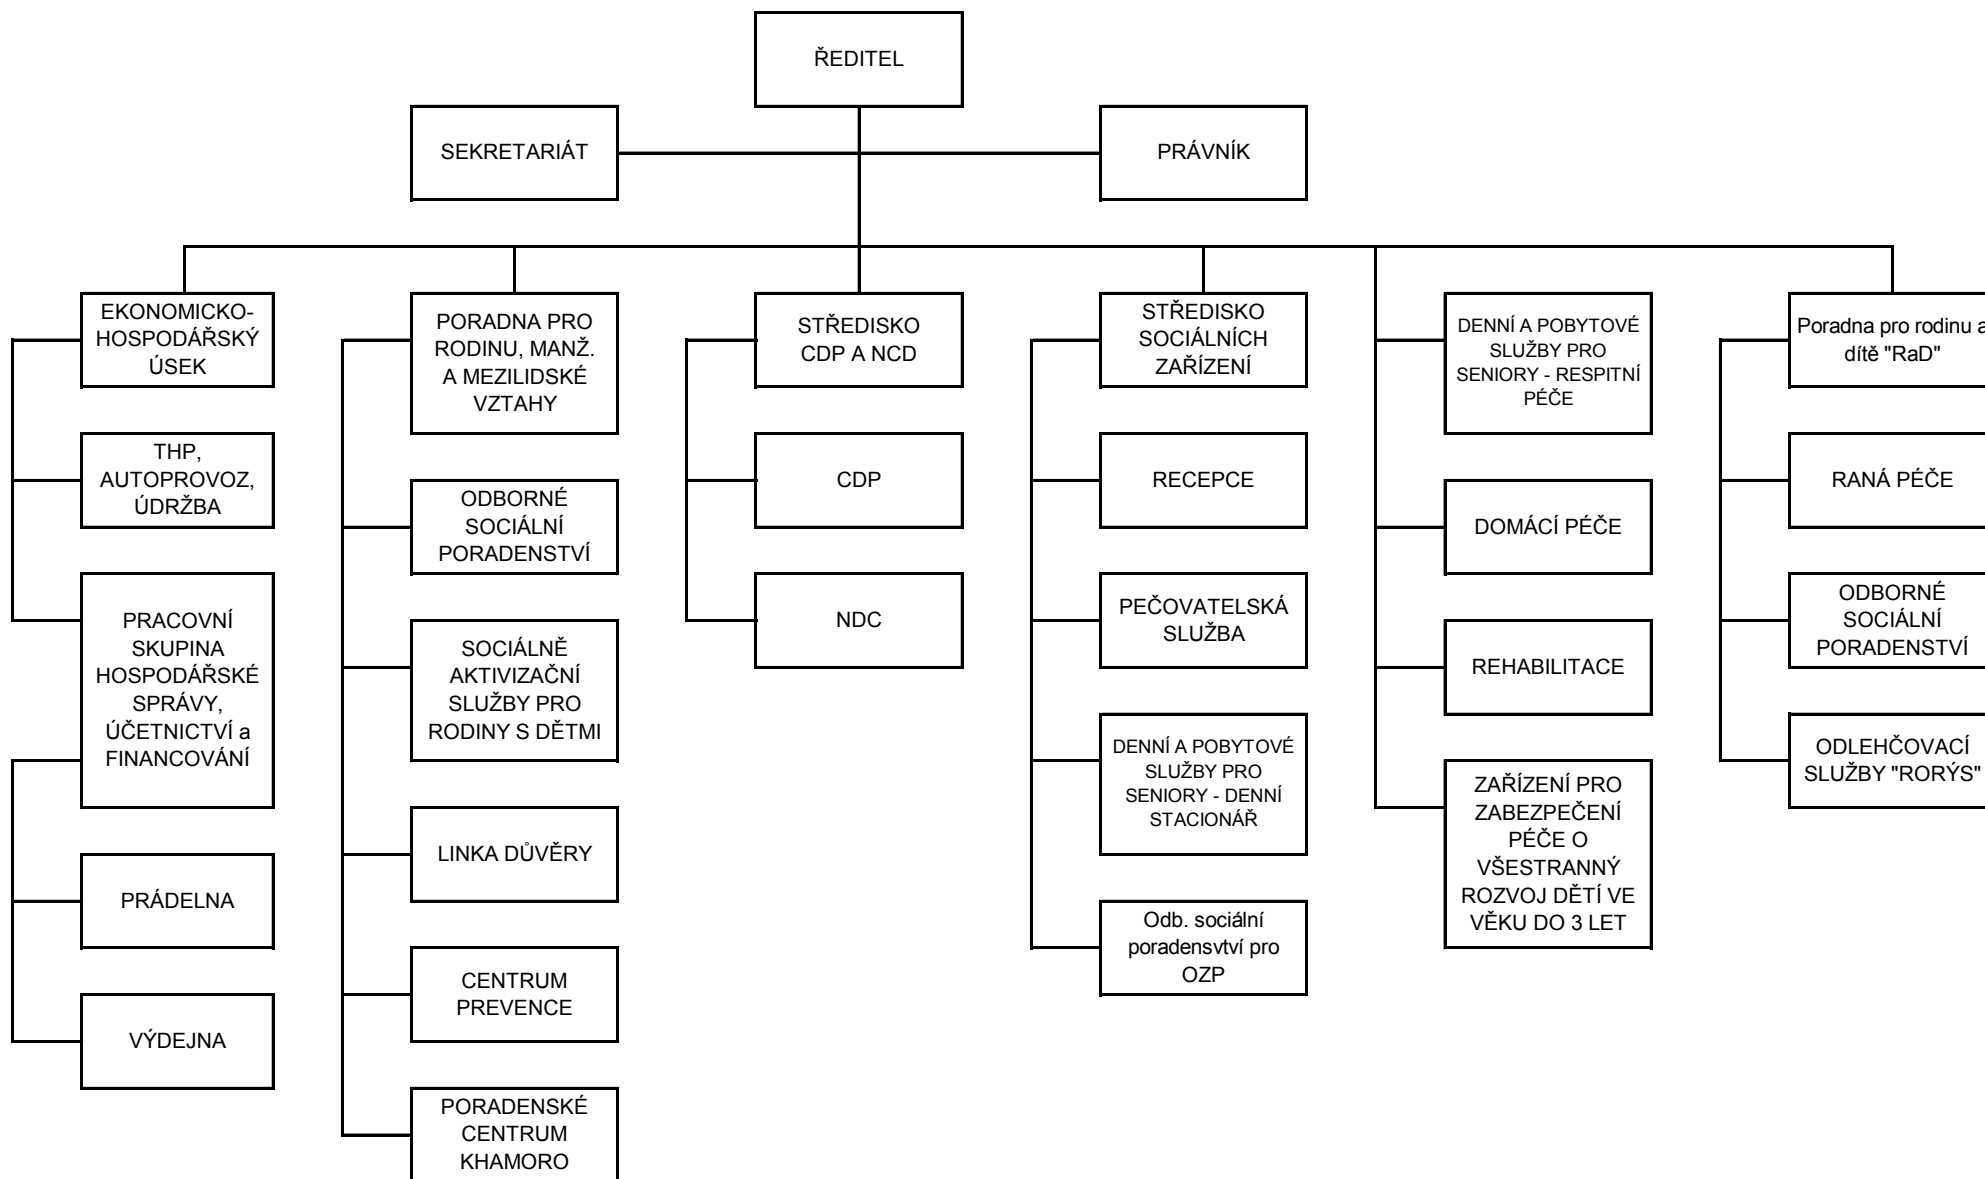 ŘEDITEL
SEKRETARIÁT
PRÁVNÍK
EKONOMICKO-
HOSPODÁŘSKÝ
ÚSEK
THP,
AUTOPROVOZ,
ÚDRŽBA
PRACOVNÍ
SKUPINA
HOSPODÁŘSKÉ
SPRÁVY,
ÚČETNICTVÍ a
FINANCOVÁNÍ
PRÁDELNA
VÝDEJNA
PORADNA PRO
RODINU, MANŽ.
A MEZILIDSKÉ
VZTAHY
ODBORNÉ
SOCIÁLNÍ
PORADENSTVÍ
SOCIÁLNĚ
AKTIVIZAČNÍ
SLUŽBY PRO
RODINY S DĚTMI
LINKA DŮVĚRY
CENTRUM
PREVENCE
PORADENSKÉ
CENTRUM
KHAMORO
STŘEDISKO
CDP A NCD
CDP
NDC
STŘEDISKO
SOCIÁLNÍCH
ZAŘÍZENÍ
RECEPCE
PEČOVATELSKÁ
SLUŽBA
DENNÍ A POBYTOVÉ
SLUŽBY PRO
SENIORY - DENNÍ
STACIONÁŘ
Odb. sociální
poradensvtví pro
OZP
DENNÍ A POBYTOVÉ
SLUŽBY PRO
SENIORY - RESPITNÍ
PÉČE
DOMÁCÍ PÉČE
REHABILITACE
ZAŘÍZENÍ PRO
ZABEZPEČENÍ
PÉČE O
VŠESTRANNÝ
ROZVOJ DĚTÍ VE
VĚKU DO 3 LET
Poradna pro rodinu a
dítě "RaD"
RANÁ PÉČE
ODBORNÉ
SOCIÁLNÍ
PORADENSTVÍ
ODLEHČOVACÍ
SLUŽBY "RORÝS"